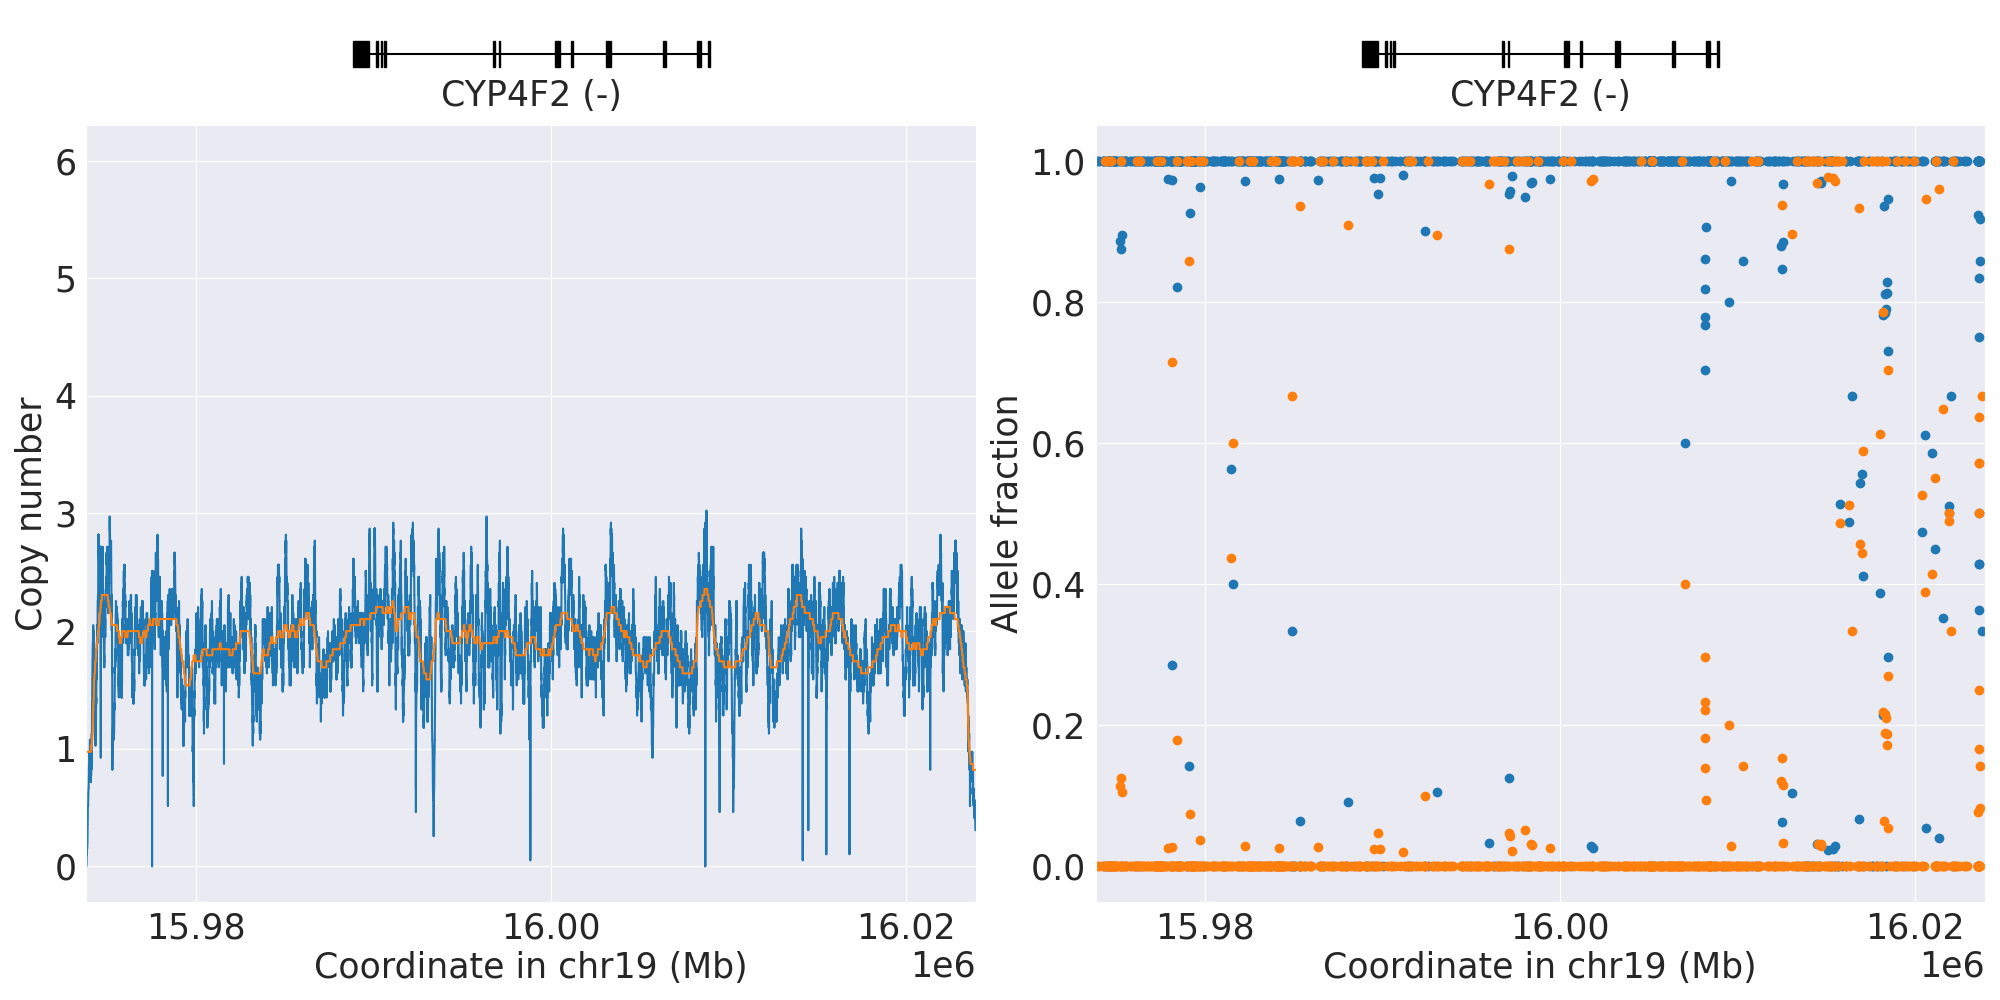 CYP4F2 (-)
6
5
4
3
2
1
0
Copy number
15.98
16.00
16.02
Coordinate in chr19 (Mb)
1e6
CYP4F2 (-)
1.0
0.8
0.6
0.4
0.2
0.0
Allele fraction
15.98
16.00
16.02
Coordinate in chr19 (Mb)
1e6